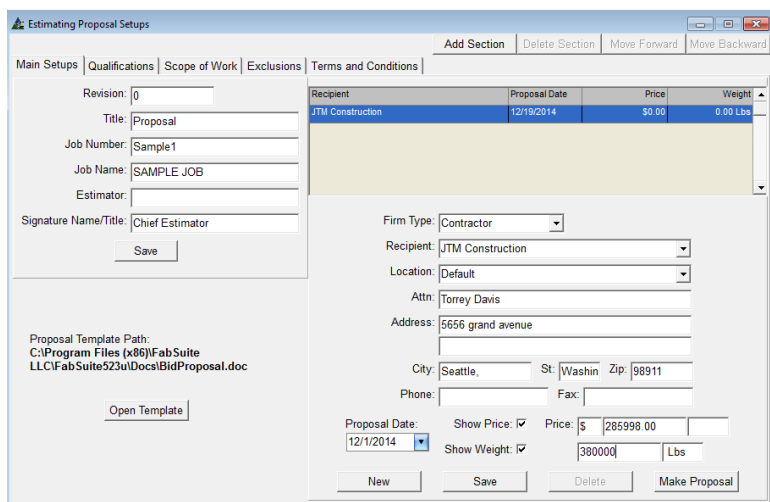 Estimating Proposal Setups
Add Section Delete Section Move Forward Move Backward
Main Setups Qualifications Scope of Work Exclusions Terms and Conditions
Revision: 0
Title: Proposal
Job Number: Sample1
Job Name: SAMPLE JOB
Estimator:
Signature Name/Title: Chief Estimator
Save
Recipient Proposal Date Price Weight
JTM Construction 12/19/2014 $0.00 0.00 Lbs
Firm Type: Contractor
Recipient: JTM Construction
Location: Default
Attn: Torrey Davis
Address: 5656 grand avenue
City: Seattle, St: Washin Zip: 98911
Phone: Fax:
Proposal Template Path:
C:\Program Files (x86)\FabSuite
LLC\FabSuite523u\Docs\BidProposal.doc
Open Template
Proposal Date: Show Price: Price: $ 285998.00
12/1/2014 Show Weight: 380000 Lbs
New Save Delete Make Proposal